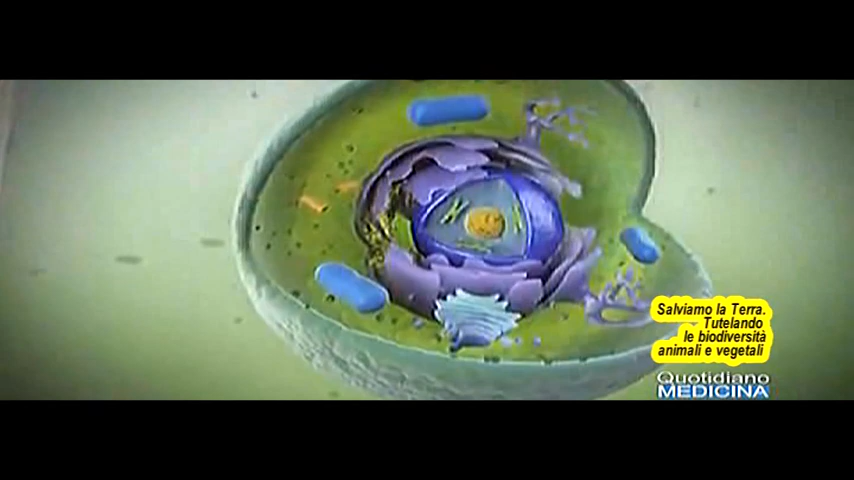 Salviamo la Terra.
Tutelando
le biodiversità
animali e vegetali
Quotidiano
MEDICINA